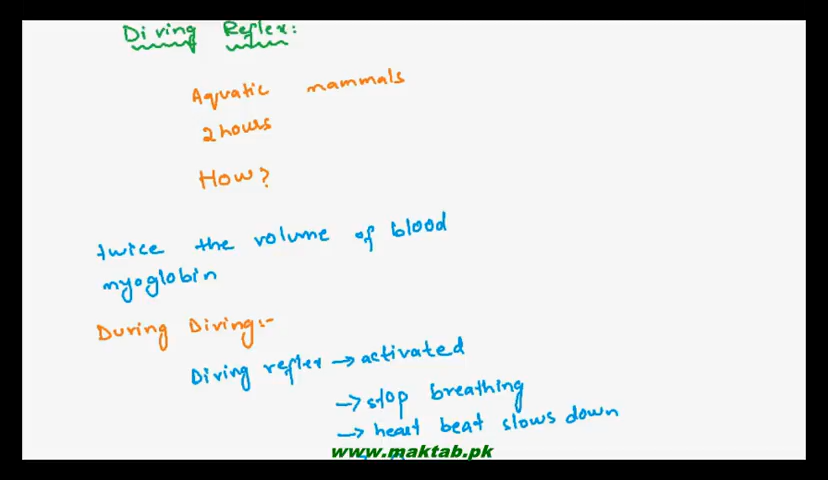 Diving Reflex:
Aquatic mammals
2 hours
How?
twice the volume of blood
myoglobin
During Diving:-
Diving reflex → activated
→ stop breathing
→ heart beat slows down
www.maktab.pk